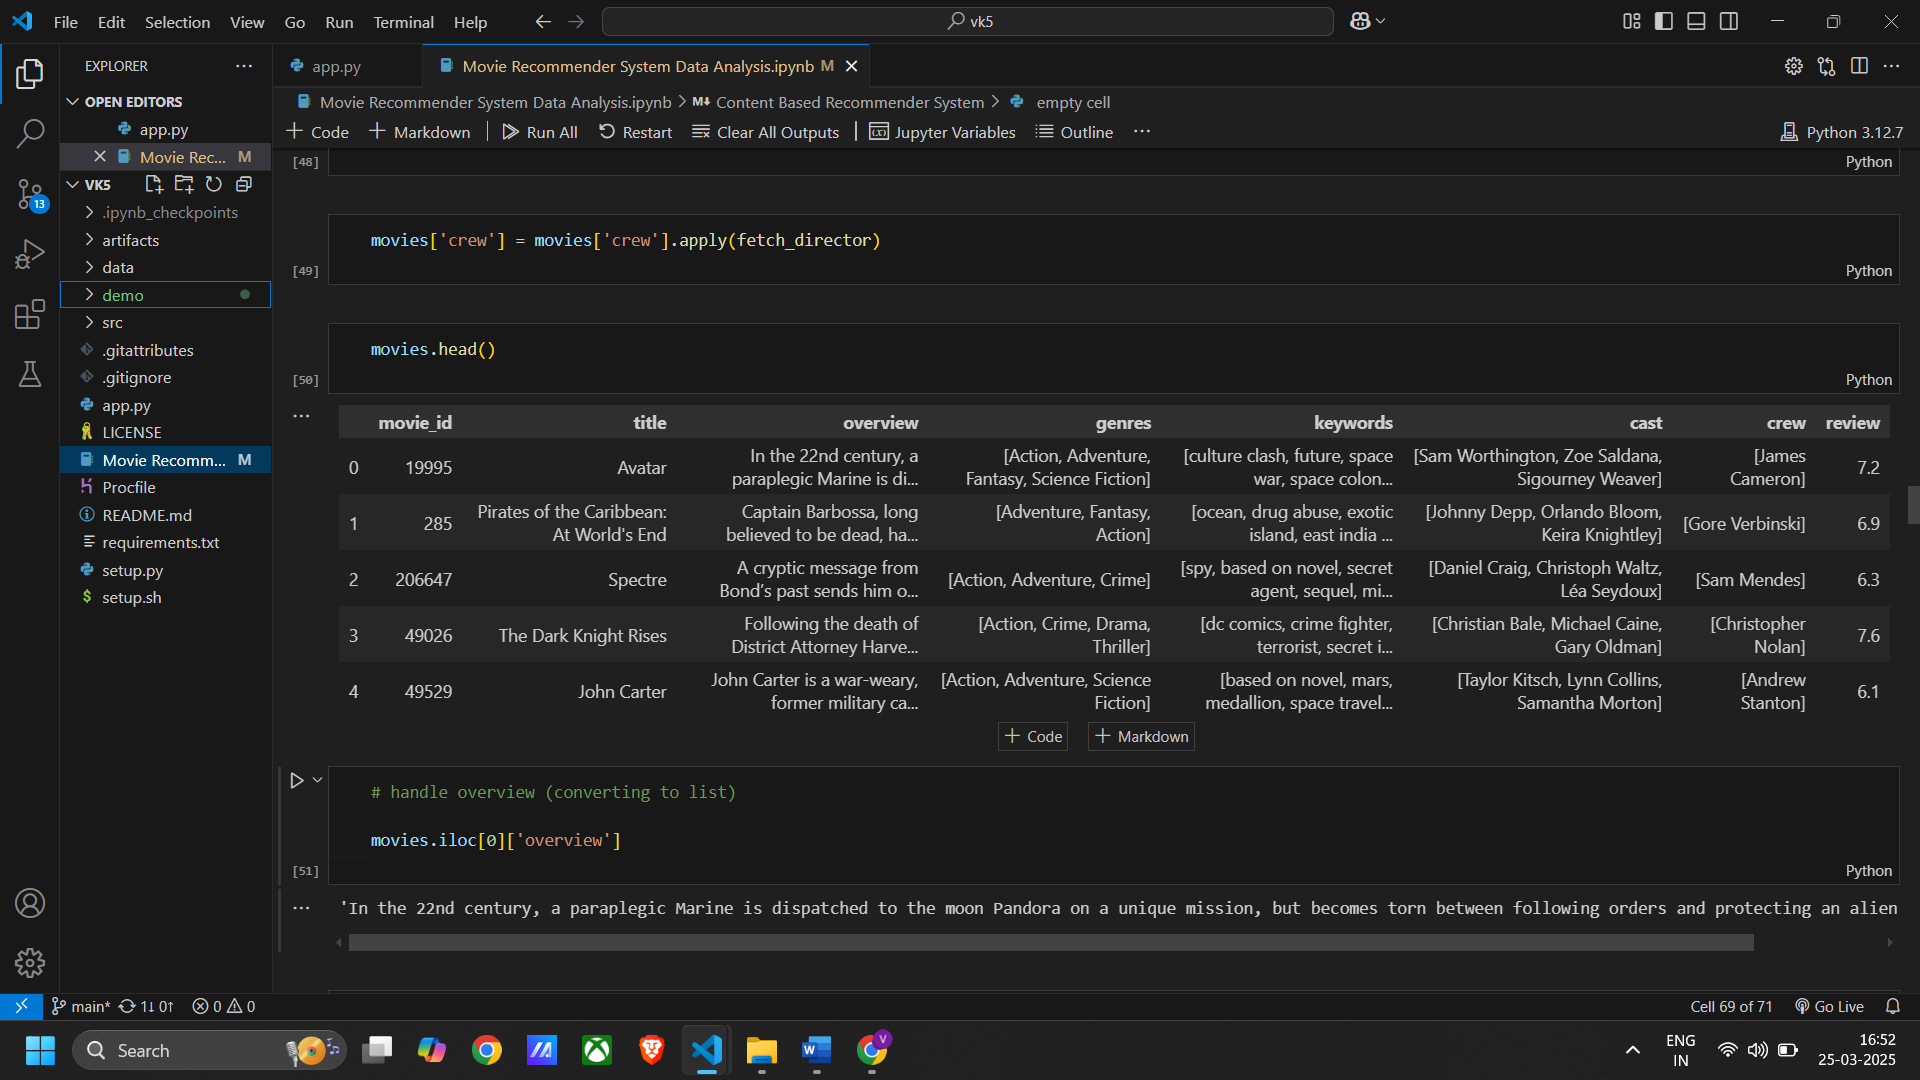 File Edit Selection View Go Run Terminal Help
vk5
EXPLORER
OPEN EDITORS
app.py
Movie Rec... M
VK5
13
.ipynb_checkpoints
artifacts
data
demo
src
.gitattributes
.gitignore
app.py
LICENSE
Movie Recomm... M
Procfile
README.md
requirements.txt
setup.py
setup.sh
app.py
Movie Recommender System Data Analysis.ipynb M
Movie Recommender System Data Analysis.ipynb > M↓ Content Based Recommender System > empty cell
+ Code + Markdown | Run All Restart Clear All Outputs | Jupyter Variables Outline ...
Python 3.12.7
[48]
Python
movies['crew'] = movies['crew'].apply(fetch_director)
[49]
Python
movies.head()
[50]
Python
movie_id title overview genres keywords cast crew review
0 19995 Avatar In the 22nd century, a paraplegic Marine is di... [Action, Adventure, Fantasy, Science Fiction] [culture clash, future, space war, space colon... [Sam Worthington, Zoe Saldana, Sigourney Weaver] [James Cameron] 7.2
1 285 Pirates of the Caribbean: At World's End Captain Barbossa, long believed to be dead, ha... [Adventure, Fantasy, Action] [ocean, drug abuse, exotic island, east india ... [Johnny Depp, Orlando Bloom, Keira Knightley] [Gore Verbinski] 6.9
2 206647 Spectre A cryptic message from Bond’s past sends him o... [Action, Adventure, Crime] [spy, based on novel, secret agent, sequel, mi... [Daniel Craig, Christoph Waltz, Léa Seydoux] [Sam Mendes] 6.3
3 49026 The Dark Knight Rises Following the death of District Attorney Harve... [Action, Crime, Drama, Thriller] [dc comics, crime fighter, terrorist, secret i... [Christian Bale, Michael Caine, Gary Oldman] [Christopher Nolan] 7.6
4 49529 John Carter John Carter is a war-weary, former military ca... [Action, Adventure, Science Fiction] [based on novel, mars, medallion, space travel... [Taylor Kitsch, Lynn Collins, Samantha Morton] [Andrew Stanton] 6.1
+ Code + Markdown
# handle overview (converting to list)
movies.iloc[0]['overview']
[51]
Python
'In the 22nd century, a paraplegic Marine is dispatched to the moon Pandora on a unique mission, but becomes torn between following orders and protecting an alien
main* 1↓ 0↑ 0 0
Cell 69 of 71 Go Live
Search
W
V
ENG
IN
16:52
25-03-2025